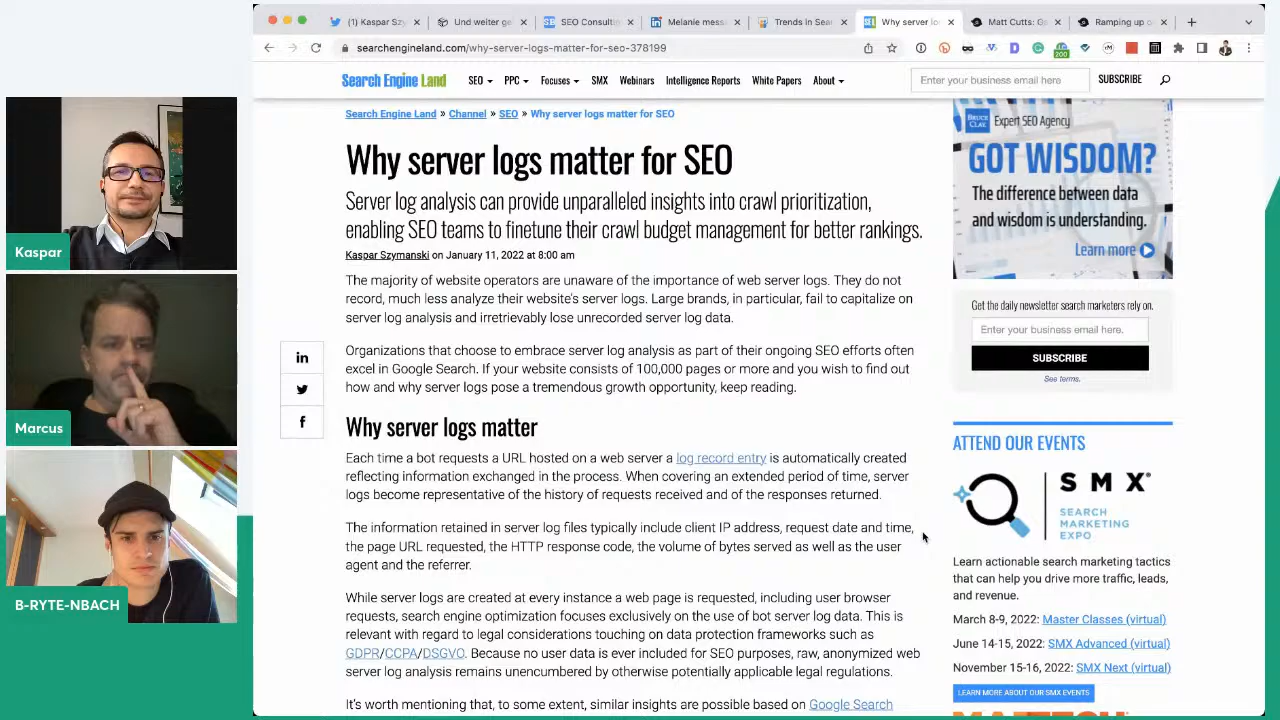 Kaspar Szy
Und weiter ge
SEO Consultin
Melanie mess
Trends in Sear
Why server lo
Matt Cutts: G
Ramping up o
searchengineland.com/why-server-logs-matter-for-seo-378199
200
Search Engine Land
SEO
PPC
Focuses
SMX
Webinars
Intelligence Reports
White Papers
About
Enter your business email here
SUBSCRIBE
Search Engine Land » Channel » SEO » Why server logs matter for SEO
Why server logs matter for SEO
Server log analysis can provide unparalleled insights into crawl prioritization,
enabling SEO teams to finetune their crawl budget management for better rankings.
Kaspar Szymanski on January 11, 2022 at 8:00 am
The majority of website operators are unaware of the importance of web server logs. They do not
record, much less analyze their website's server logs. Large brands, in particular, fail to capitalize on
server log analysis and irretrievably lose unrecorded server log data.
Organizations that choose to embrace server log analysis as part of their ongoing SEO efforts often
excel in Google Search. If your website consists of 100,000 pages or more and you wish to find out
how and why server logs pose a tremendous growth opportunity, keep reading.
Why server logs matter
Each time a bot requests a URL hosted on a web server a log record entry is automatically created
reflecting information exchanged in the process. When covering an extended period of time, server
logs become representative of the history of requests received and of the responses returned.
The information retained in server log files typically include client IP address, request date and time,
the page URL requested, the HTTP response code, the volume of bytes served as well as the user
agent and the referrer.
While server logs are created at every instance a web page is requested, including user browser
requests, search engine optimization focuses exclusively on the use of bot server log data. This is
relevant with regard to legal considerations touching on data protection frameworks such as
GDPR/CCPA/DSGVO. Because no user data is ever included for SEO purposes, raw, anonymized web
server log analysis remains unencumbered by otherwise potentially applicable legal regulations.
It's worth mentioning that, to some extent, similar insights are possible based on Google Search
in
f
BRUCE CLAY
Expert SEO Agency
GOT WISDOM?
The difference between data
and wisdom is understanding.
Learn more
Get the daily newsletter search marketers rely on.
Enter your business email here.
SUBSCRIBE
See terms.
ATTEND OUR EVENTS
SMX®
SEARCH
MARKETING
EXPO
Learn actionable search marketing tactics
that can help you drive more traffic, leads,
and revenue.
March 8-9, 2022: Master Classes (virtual)
June 14-15, 2022: SMX Advanced (virtual)
November 15-16, 2022: SMX Next (virtual)
LEARN MORE ABOUT OUR SMX EVENTS
Kaspar
Marcus
B-RYTE-NBACH